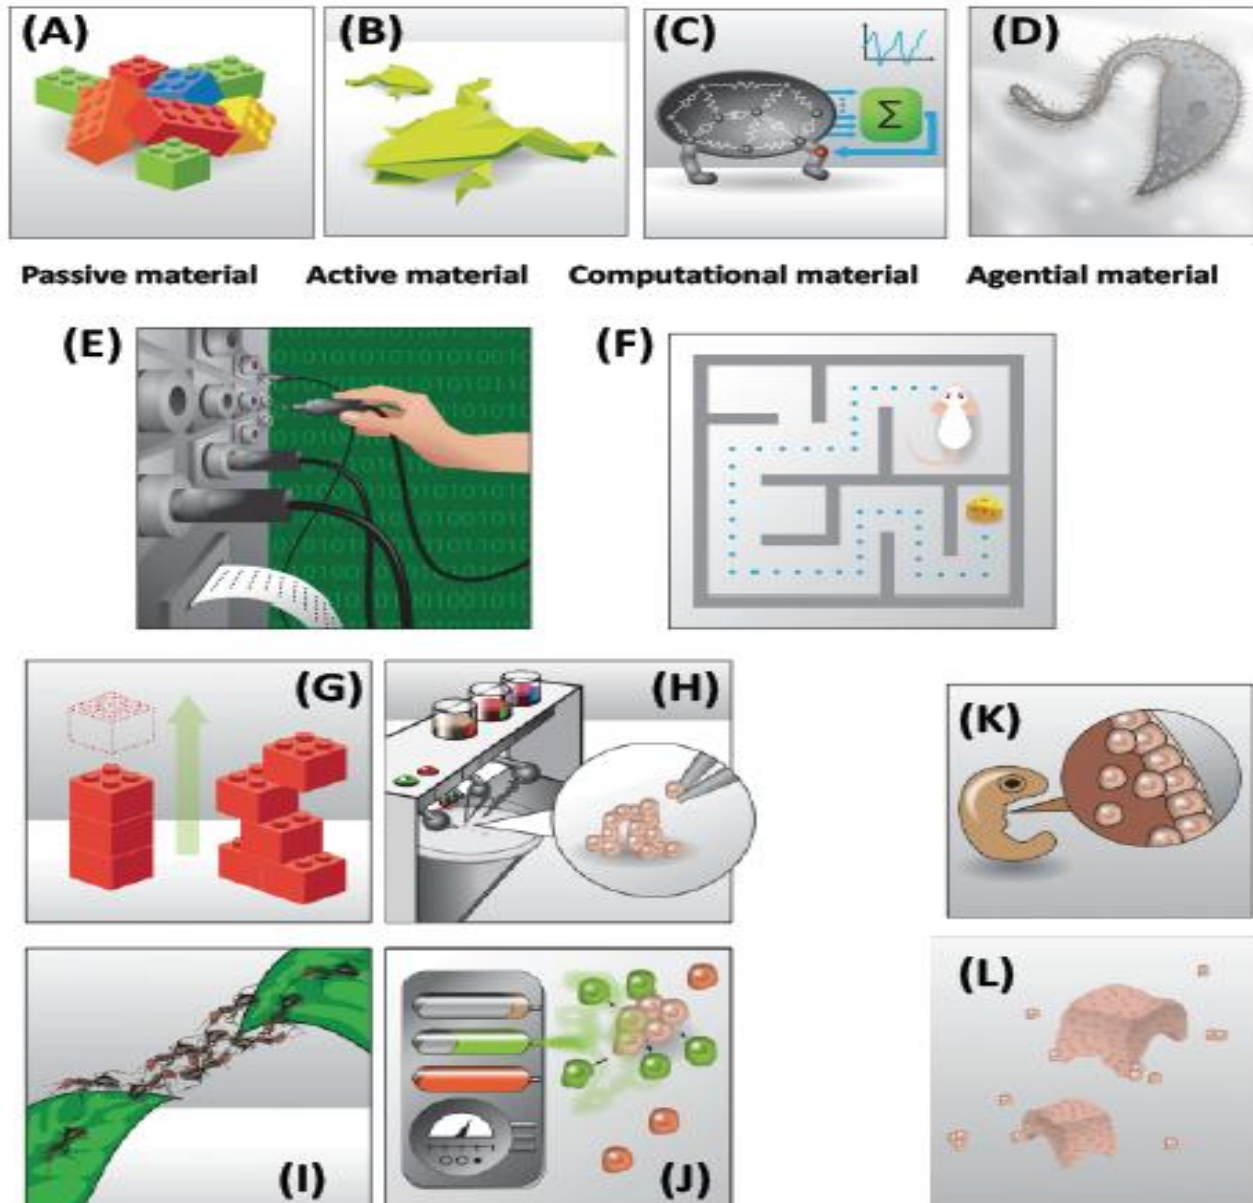 (A) (B) (C) (D)
Σ
Passive material Active material Computational material Agential material
(E) (F)
(G) (H)
(K)
(L)
(I) (J)